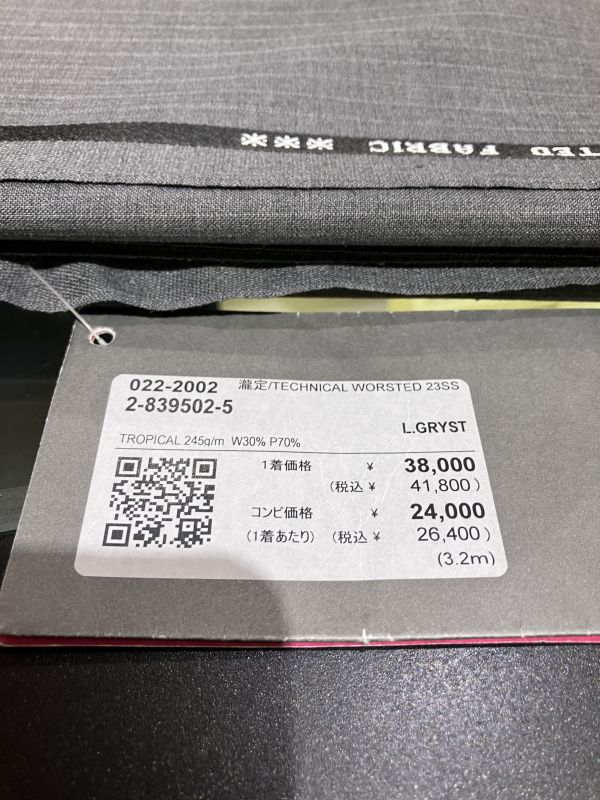 TED FABRIC ***
022-2002 瀧定/TECHNICAL WORSTED 23SS
2-839502-5
L.GRYST
TROPICAL 245g/m W30% P70%
1着価格 ¥ 38,000
(税込 ¥ 41,800)
コンビ価格 ¥ 24,000
(1着あたり) (税込 ¥ 26,400)
(3.2m)